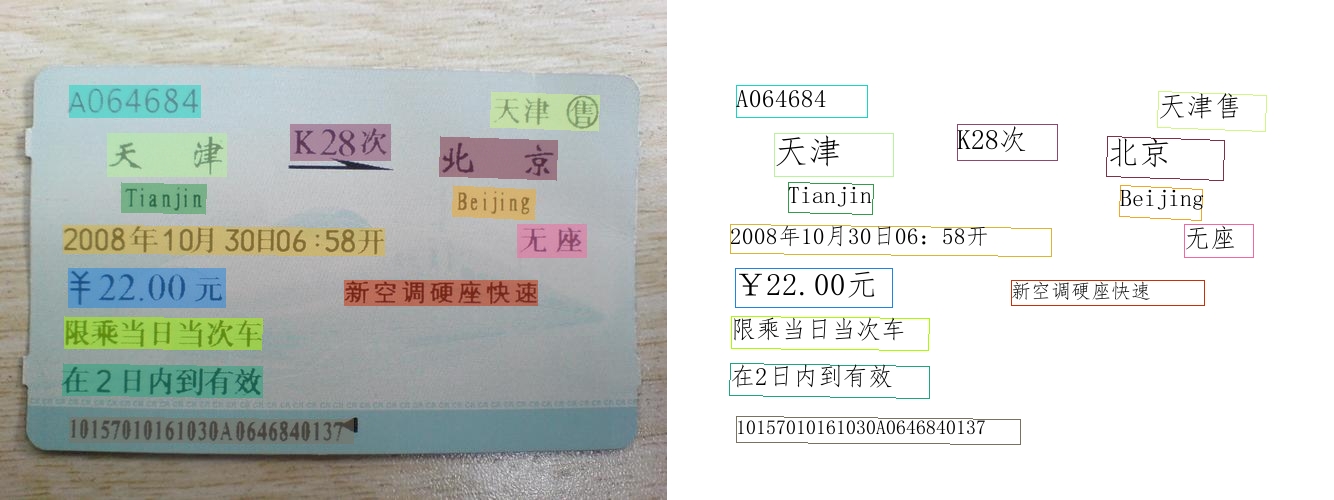 A064684 天津售 A064684 天津售
天津 K28次 北京 天津 K28次 北京
Tianjin Beijing Tianjin Beijing
2008年10月30日06:58开 无座 2008年10月30日06：58开 无座
¥22.00元 新空调硬座快速 ¥22.00元 新空调硬座快速
限乘当日当次车 限乘当日当次车
在2日内到有效 在2日内到有效
10157010161030A0646840137 10157010161030A0646840137